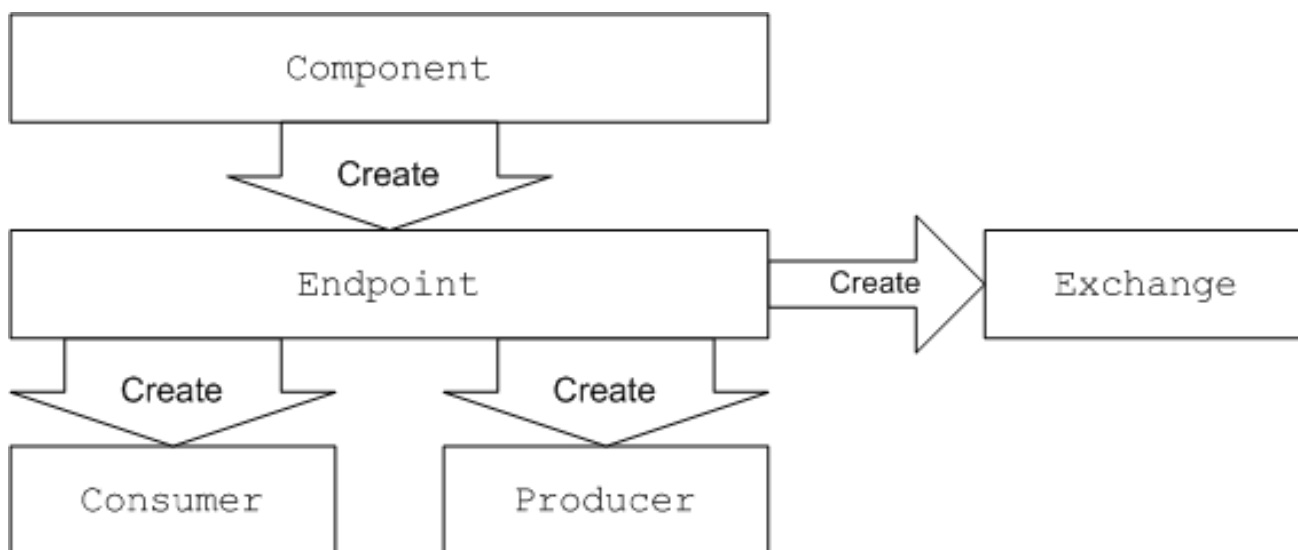 Component
Create
Endpoint
Create
Exchange
Create
Create
Consumer
Producer